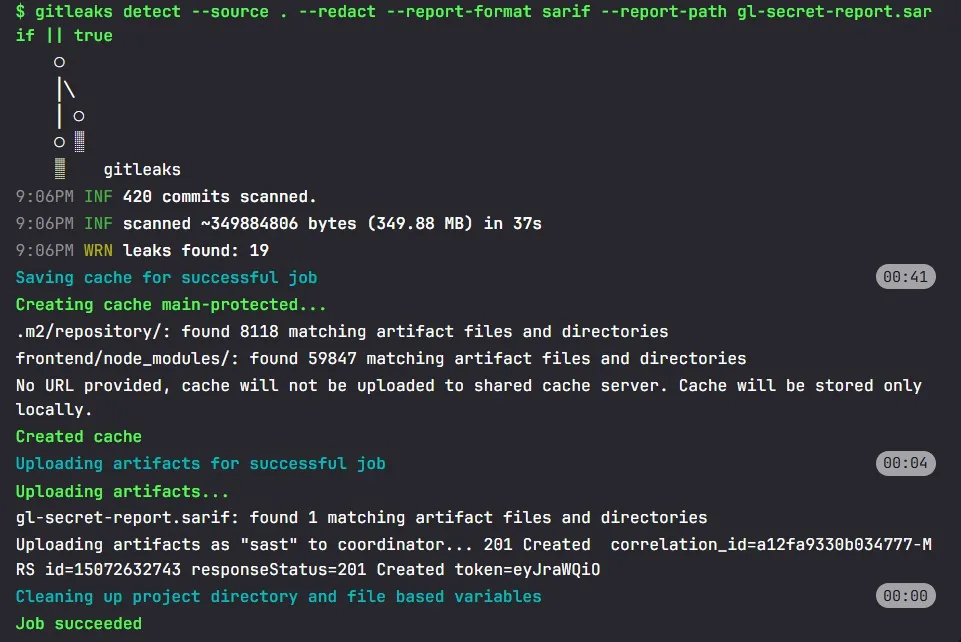 $ gitleaks detect --source . --redact --report-format sarif --report-path gl-secret-report.sar
if || true
○
│╲
│ ○
○ ░
░    gitleaks
9:06PM INF 420 commits scanned.
9:06PM INF scanned ~349884806 bytes (349.88 MB) in 37s
9:06PM WRN leaks found: 19
Saving cache for successful job 00:41
Creating cache main-protected...
.m2/repository/: found 8118 matching artifact files and directories
frontend/node_modules/: found 59847 matching artifact files and directories
No URL provided, cache will not be uploaded to shared cache server. Cache will be stored only
locally.
Created cache
Uploading artifacts for successful job 00:04
Uploading artifacts...
gl-secret-report.sarif: found 1 matching artifact files and directories
Uploading artifacts as "sast" to coordinator... 201 Created  correlation_id=a12fa9330b034777-M
RS id=15072632743 responseStatus=201 Created token=eyJraWQiO
Cleaning up project directory and file based variables 00:00
Job succeeded